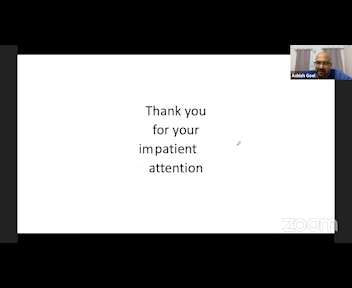 Ashish Goel
Thank you
for your
impatient
attention
zoom